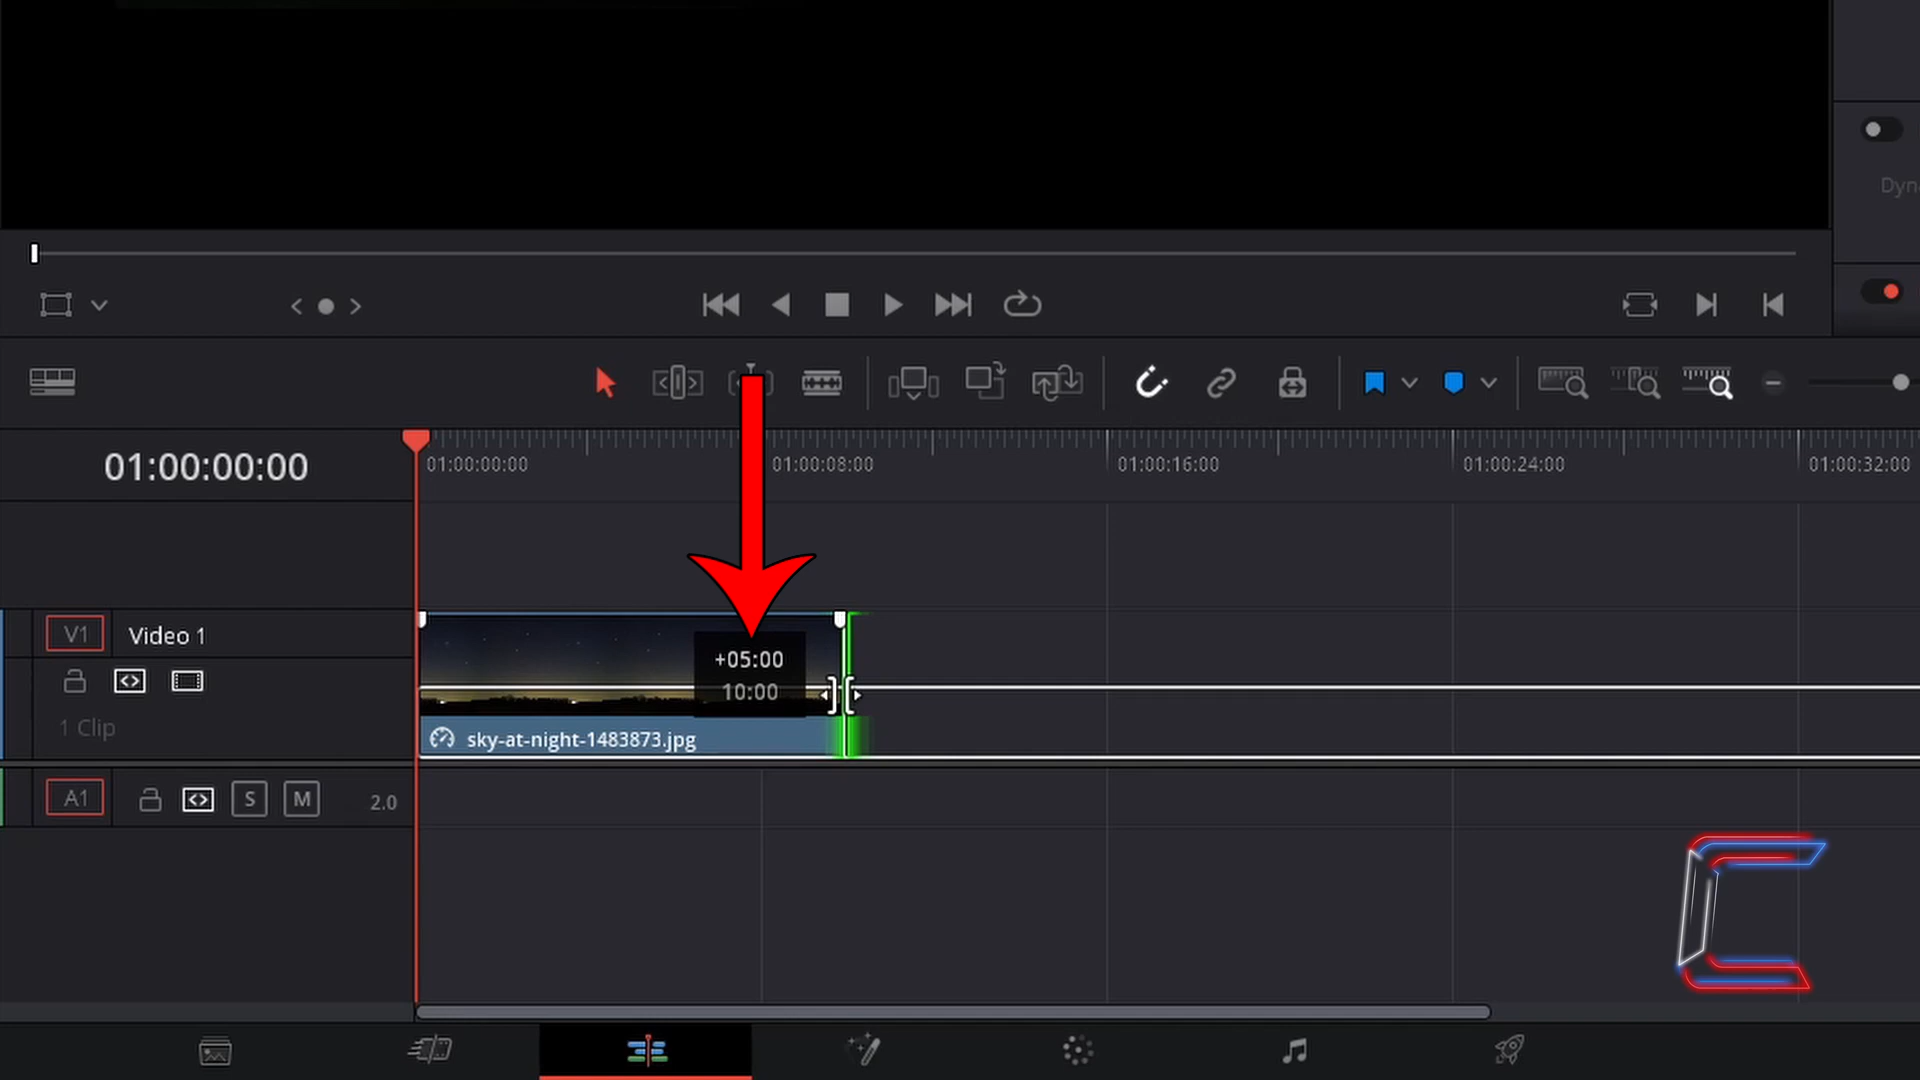 Dyn
01:00:00:00
01:00:00:00
01:00:08:00
01:00:16:00
01:00:24:00
01:00:32:00
V1
Video 1
1 Clip
+05:00
10:00
sky-at-night-1483873.jpg
A1
S
M
2.0